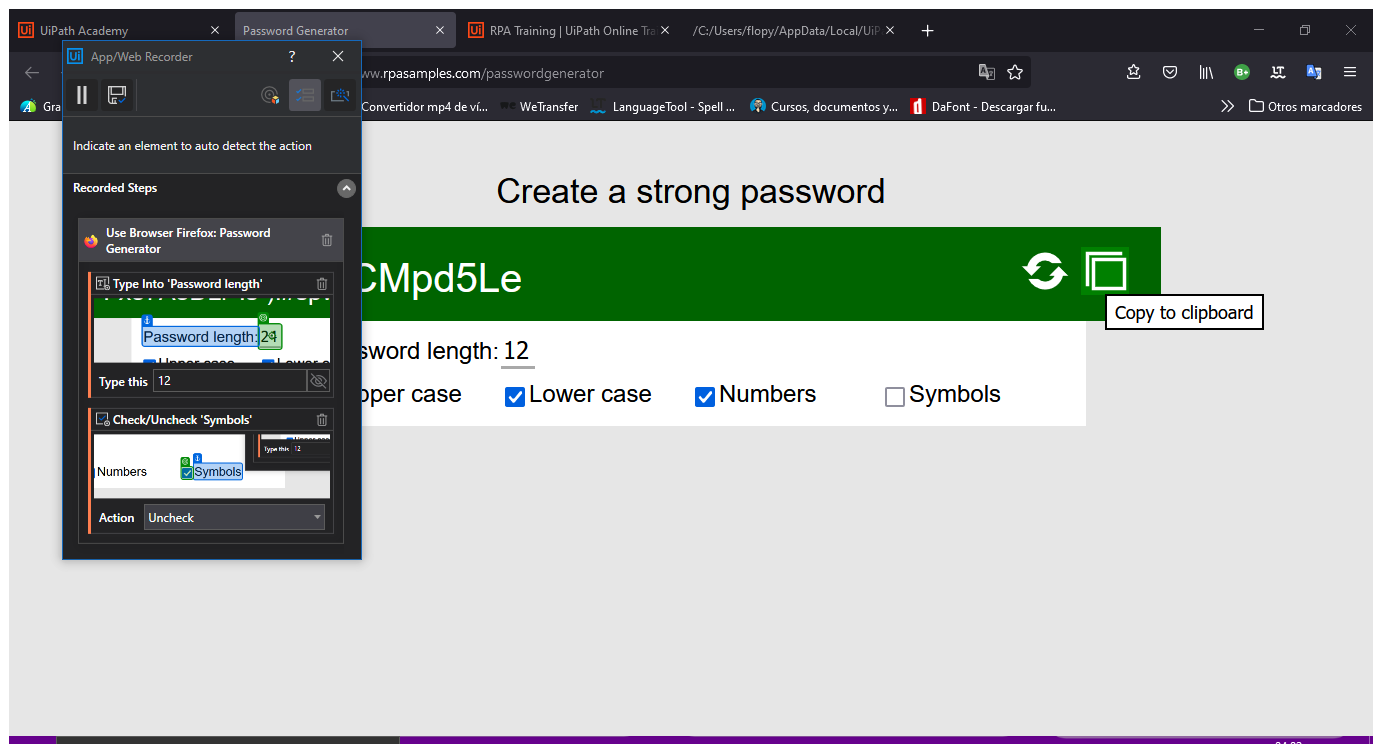 UiPath Academy
Password Generator
RPA Training | UiPath Online Tra
/C:/Users/flopy/AppData/Local/UiP
App/Web Recorder
?
ww.rpasamples.com/passwordgenerator
Gra
Convertidor mp4 de ví...
WeTransfer
LanguageTool - Spell ...
Cursos, documentos y...
DaFont - Descargar fu...
Otros marcadores
Indicate an element to auto detect the action
Recorded Steps
Use Browser Firefox: Password
Generator
Type Into 'Password length'
Password length: 24
Type this
12
Check/Uncheck 'Symbols'
Type this 12
Numbers
Symbols
Action
Uncheck
Create a strong password
CMpd5Le
Copy to clipboard
sword length: 12
pper case
Lower case
Numbers
Symbols